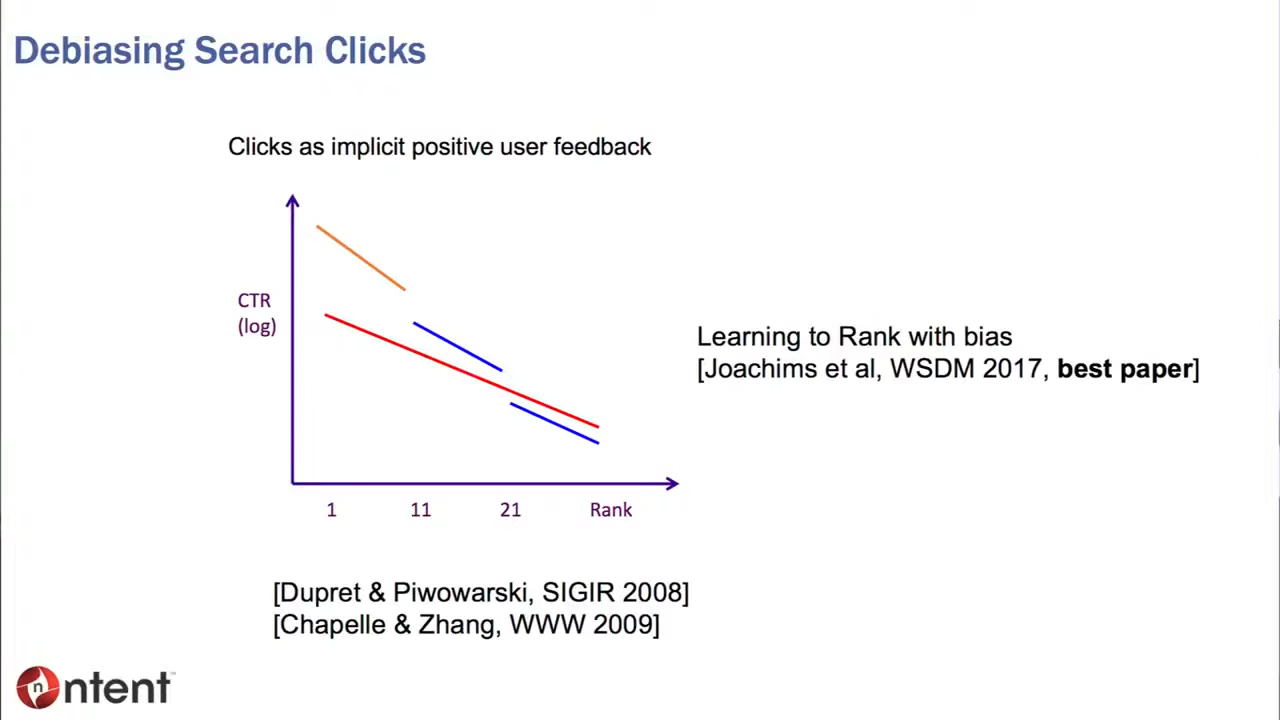 Debiasing Search Clicks
Clicks as implicit positive user feedback
CTR
(log)
1 11 21 Rank
Learning to Rank with bias
[Joachims et al, WSDM 2017, best paper]
[Dupret & Piwowarski, SIGIR 2008]
[Chapelle & Zhang, WWW 2009]
n ntent™